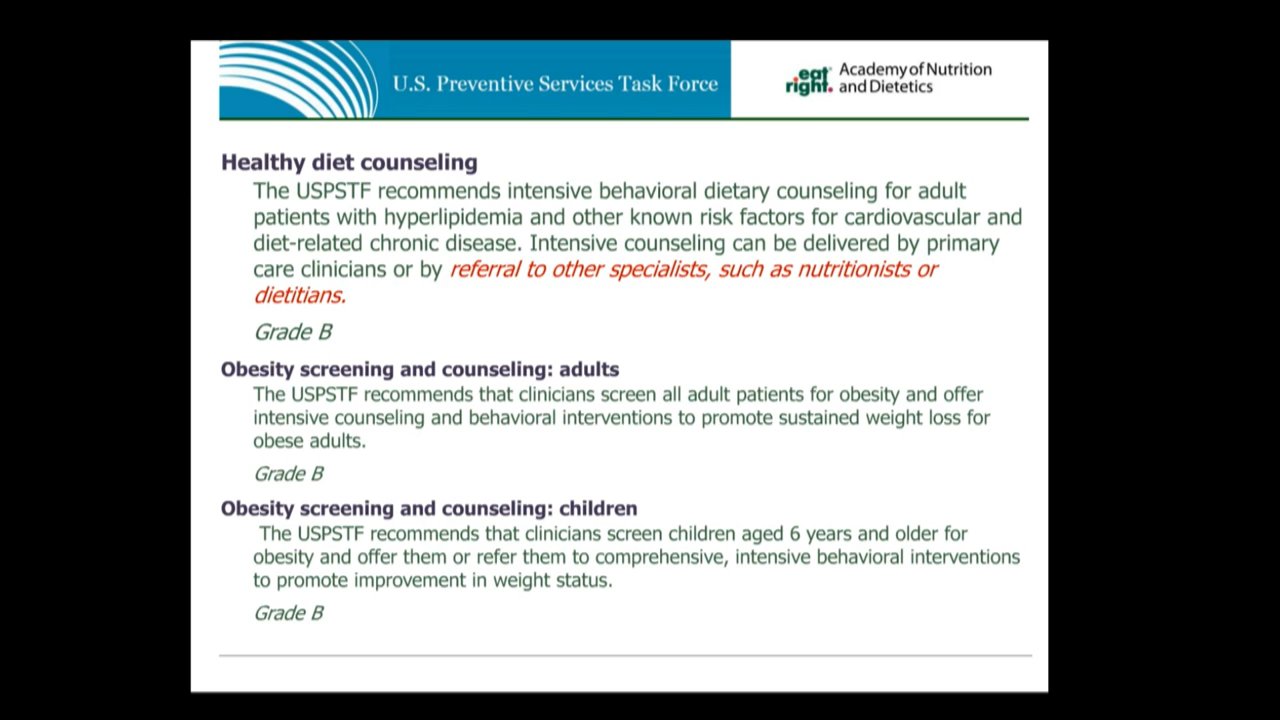 U.S. Preventive Services Task Force
eat right. Academy of Nutrition and Dietetics
Healthy diet counseling
The USPSTF recommends intensive behavioral dietary counseling for adult
patients with hyperlipidemia and other known risk factors for cardiovascular and
diet-related chronic disease. Intensive counseling can be delivered by primary
care clinicians or by referral to other specialists, such as nutritionists or
dietitians.
Grade B
Obesity screening and counseling: adults
The USPSTF recommends that clinicians screen all adult patients for obesity and offer
intensive counseling and behavioral interventions to promote sustained weight loss for
obese adults.
Grade B
Obesity screening and counseling: children
The USPSTF recommends that clinicians screen children aged 6 years and older for
obesity and offer them or refer them to comprehensive, intensive behavioral interventions
to promote improvement in weight status.
Grade B